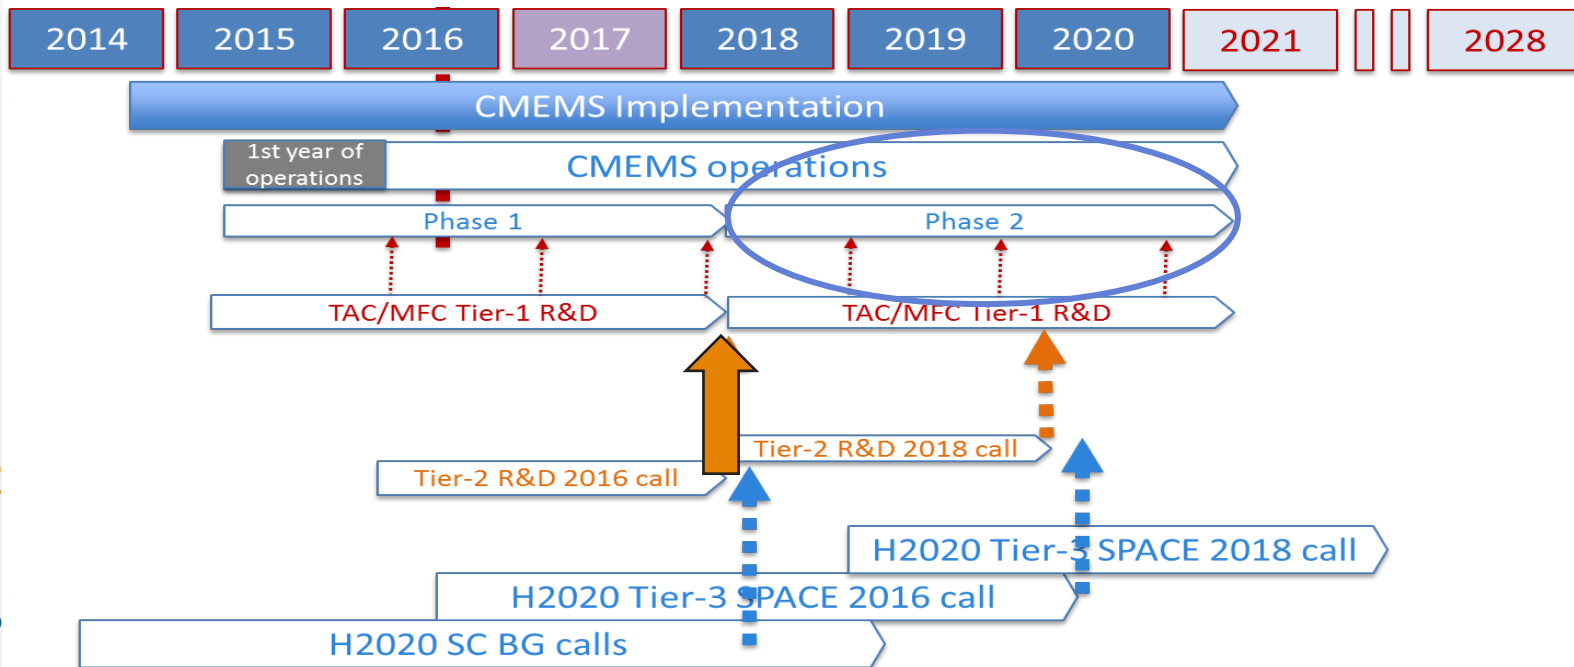 2014 2015 2016 2017 2018 2019 2020 2021 2028
CMEMS Implementation
1st year of
operations
CMEMS operations
Phase 1
Phase 2
TAC/MFC Tier-1 R&D
TAC/MFC Tier-1 R&D
Tier-2 R&D 2018 call
Tier-2 R&D 2016 call
H2020 Tier-3 SPACE 2018 call
H2020 Tier-3 SPACE 2016 call
H2020 SC BG calls